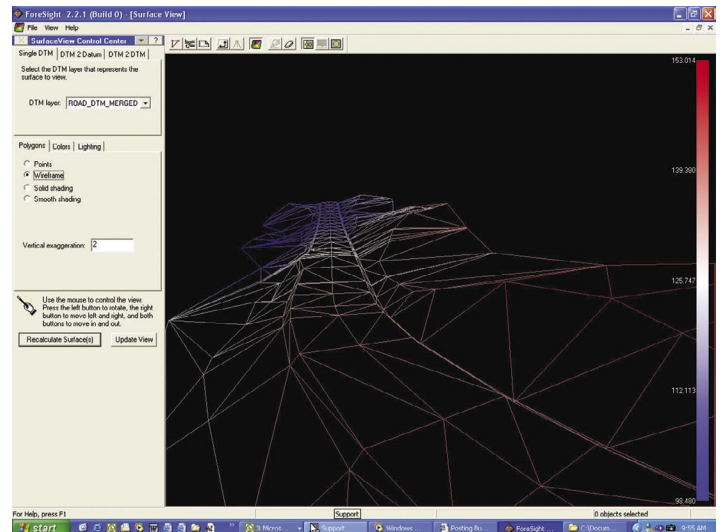 ForeSight 2.2.1 (Build 0) - [Surface View]
File View Help
SurfaceView Control Center
Single DTM DTM 2 Datum DTM 2 DTM
Select the DTM layer that represents the
surface to view.
DTM layer: ROAD_DTM_MERGED
Polygons Colors Lighting
Points
Wireframe
Solid shading
Smooth shading
Vertical exaggeration: 2
Use the mouse to control the view.
Press the left button to rotate, the right
button to move left and right, and both
buttons to move in and out.
Recalculate Surface(s) Update View
153.014
139.380
125.747
112.113
98.480
For Help, press F1 Support 0 objects selected
start 3 Micros... Support Windows ... Posting Bu... ForeSight ... C:\Docum... 9:55 AM